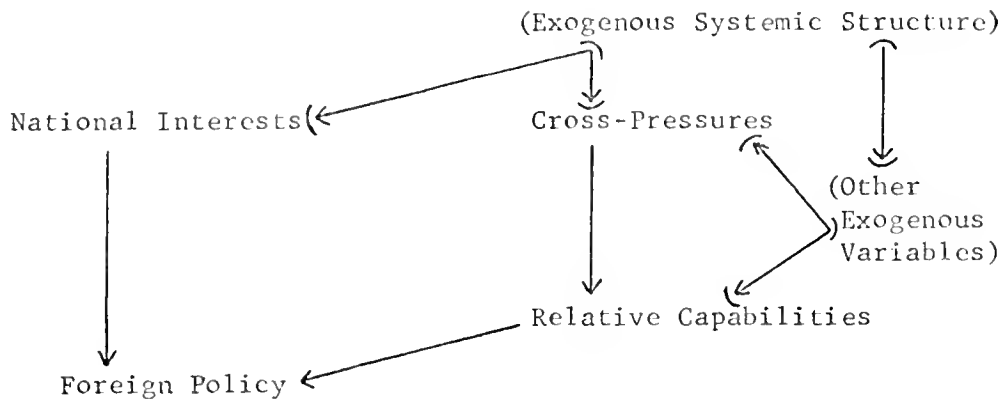 (Exogenous Systemic Structure)
National Interests
Cross-Pressures
(Other
Exogenous
Variables)
Relative Capabilities
Foreign Policy